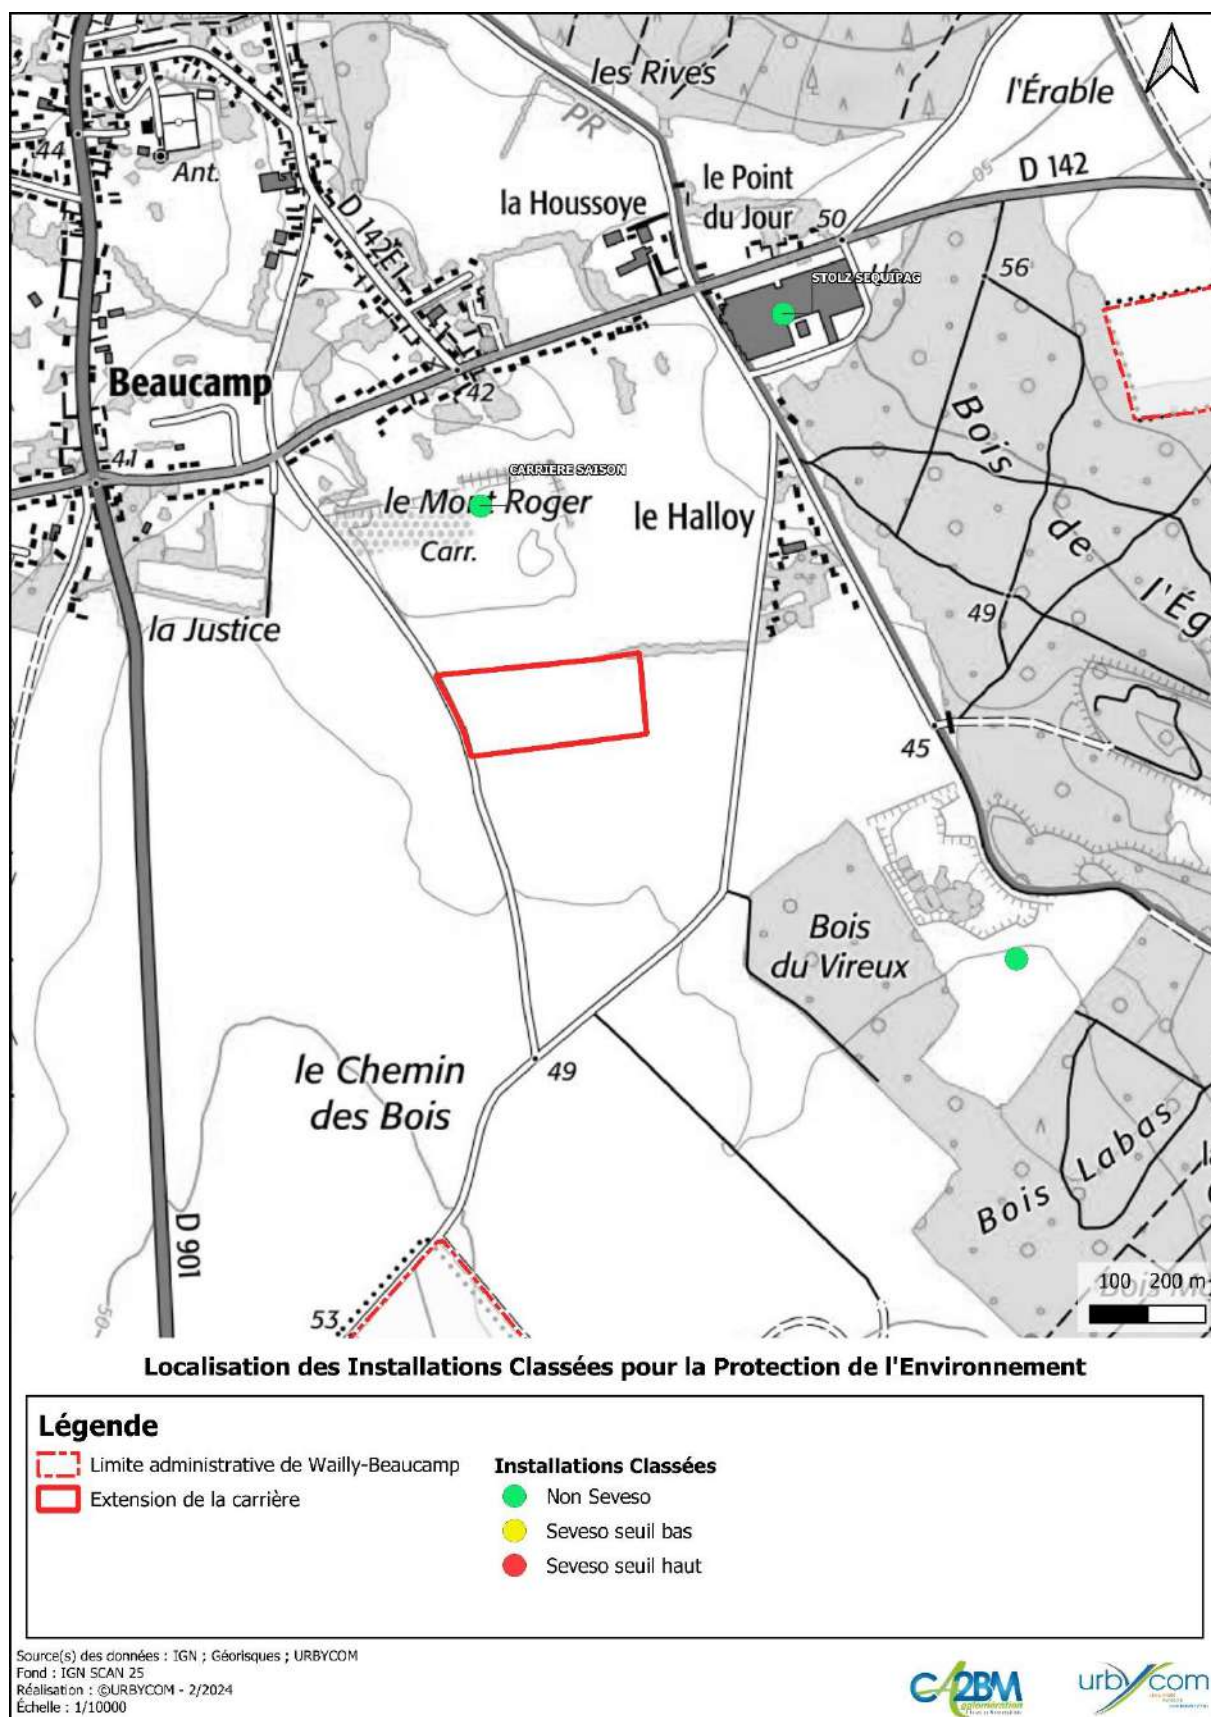 les Rives
l'Érable
PR
44
Ant.
la Houssoye
le Point
du Jour
50
D 142
50
D 142E1
56
STOLZ SEQUIPAG
Beaucamp
42
41
CARRIERE SAISON
le Mont Roger
Carr.
le Halloy
Bois
de
l'Ég
49
la Justice
45
Bois
du Vireux
le Chemin
des Bois
49
Bois Labas
D 901
50
53
100 200 m
Localisation des Installations Classées pour la Protection de l'Environnement
Légende
Limite administrative de Wailly-Beaucamp
Extension de la carrière
Installations Classées
Non Seveso
Seveso seuil bas
Seveso seuil haut
Source(s) des données : IGN ; Géorisques ; URBYCOM
Fond : IGN SCAN 25
Réalisation : ©URBYCOM - 2/2024
Échelle : 1/10000
CA2BM
agglomération
urbycom